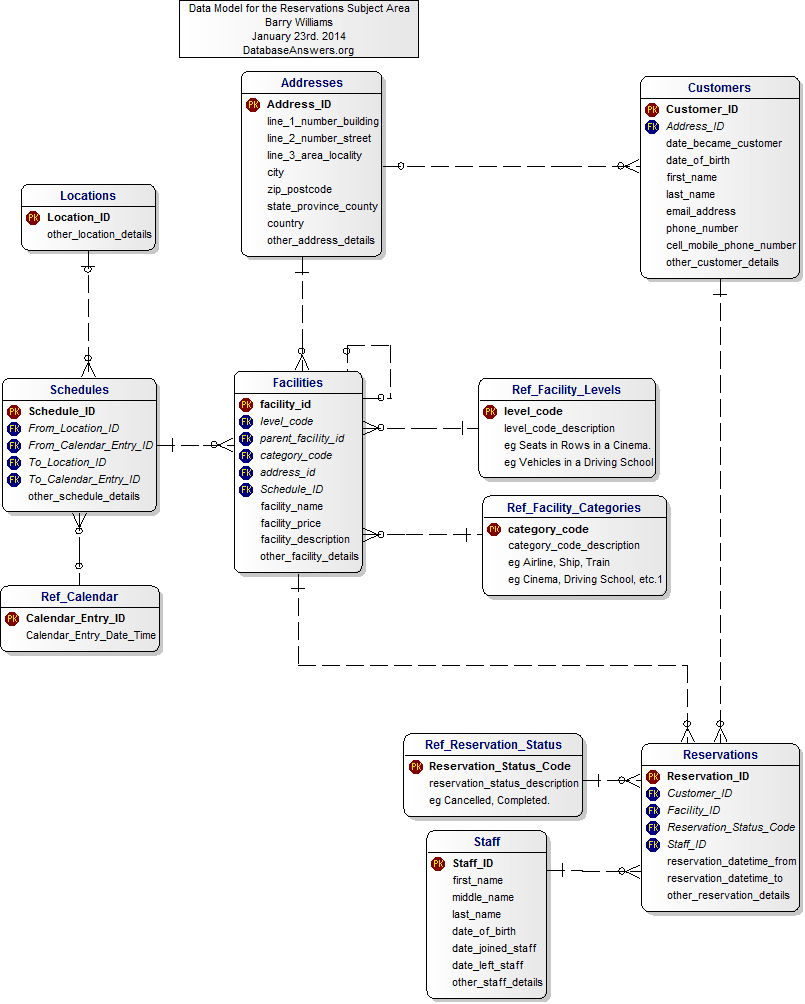 Data Model for the Reservations Subject Area
Barry Williams
January 23rd. 2014
DatabaseAnswers.org
Addresses
PK Address_ID
line_1_number_building
line_2_number_street
line_3_area_locality
city
zip_postcode
state_province_county
country
other_address_details
Customers
PK Customer_ID
FK Address_ID
date_became_customer
date_of_birth
first_name
last_name
email_address
phone_number
cell_mobile_phone_number
other_customer_details
Locations
PK Location_ID
other_location_details
Schedules
PK Schedule_ID
FK From_Location_ID
FK From_Calendar_Entry_ID
FK To_Location_ID
FK To_Calendar_Entry_ID
other_schedule_details
Facilities
PK facility_id
FK level_code
FK parent_facility_id
FK category_code
FK address_id
FK Schedule_ID
facility_name
facility_price
facility_description
other_facility_details
Ref_Facility_Levels
PK level_code
level_code_description
eg Seats in Rows in a Cinema.
eg Vehicles in a Driving School
Ref_Facility_Categories
PK category_code
category_code_description
eg Airline, Ship, Train
eg Cinema, Driving School, etc.1
Ref_Calendar
PK Calendar_Entry_ID
Calendar_Entry_Date_Time
Ref_Reservation_Status
PK Reservation_Status_Code
reservation_status_description
eg Cancelled, Completed.
Reservations
PK Reservation_ID
FK Customer_ID
FK Facility_ID
FK Reservation_Status_Code
FK Staff_ID
reservation_datetime_from
reservation_datetime_to
other_reservation_details
Staff
PK Staff_ID
first_name
middle_name
last_name
date_of_birth
date_joined_staff
date_left_staff
other_staff_details